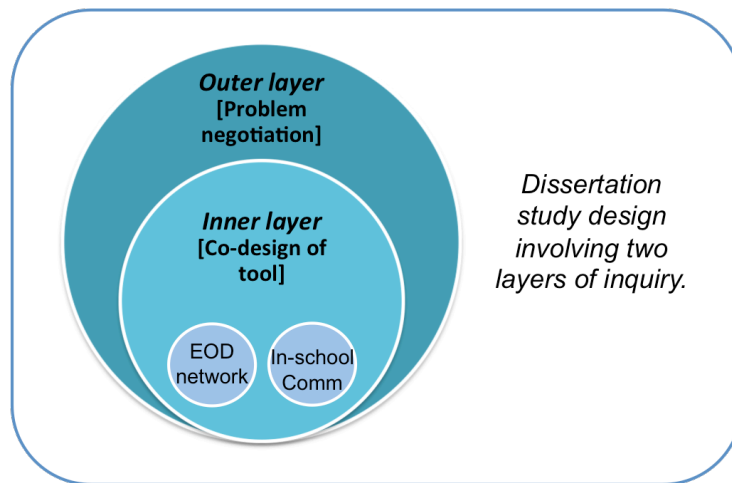 Outer layer
[Problem
negotiation]
Inner layer
[Co-design of
tool]
EOD
network
In-school
Comm
Dissertation
study design
involving two
layers of inquiry.